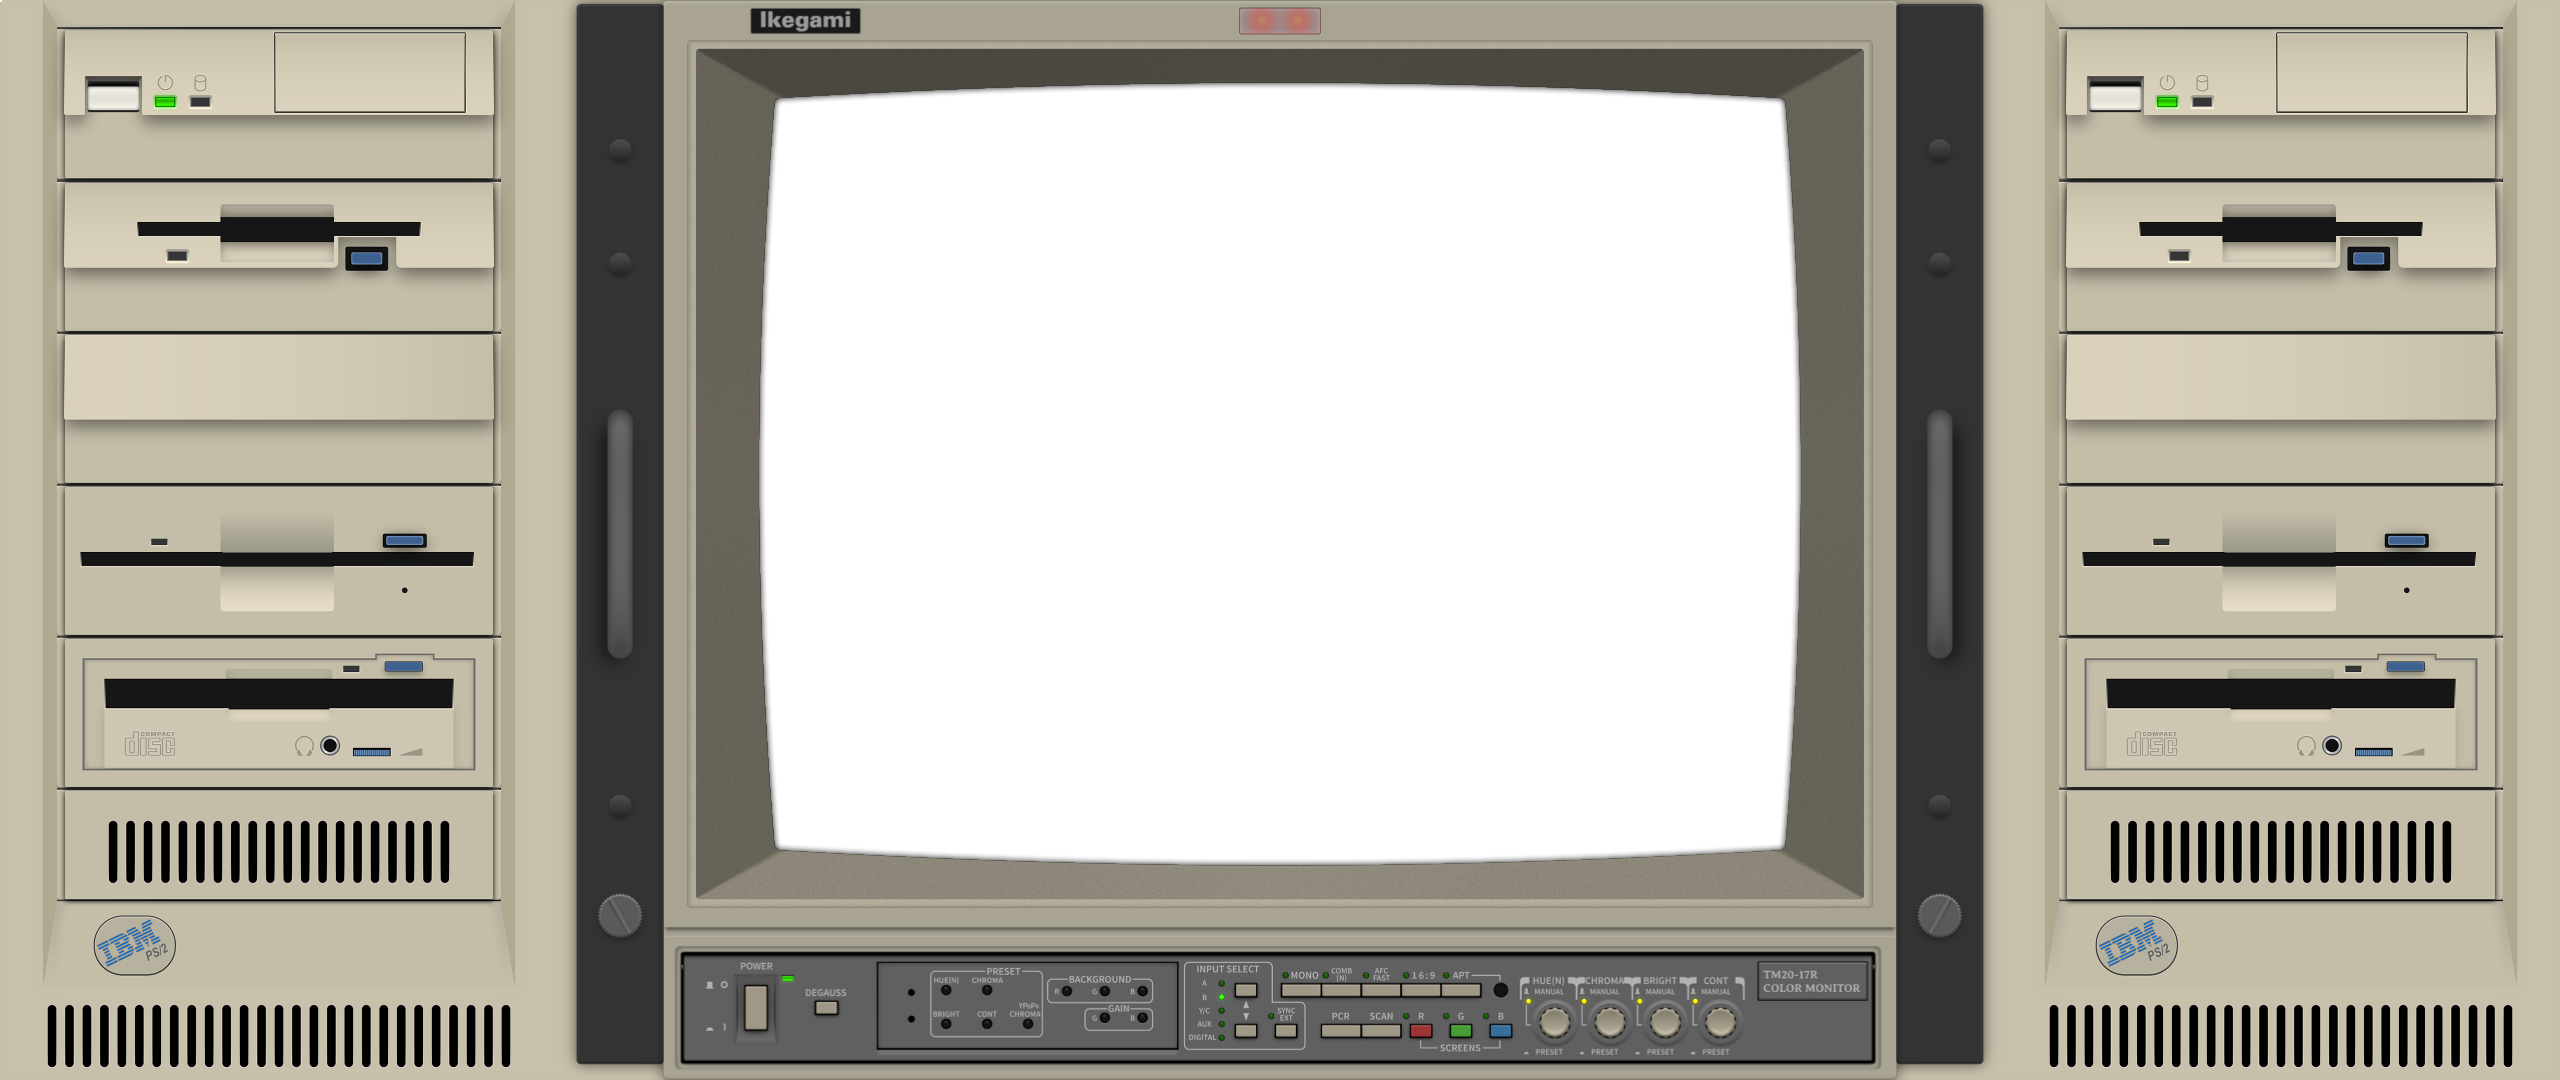 Ikegami
COMPACT
disc
IBM
PS/2
POWER
DEGAUSS
PRESET
HUE(N)
CHROMA
BRIGHT
CONT
YPbPr
CHROMA
BACKGROUND
R
G
B
GAIN
G
B
INPUT SELECT
A
B
Y/C
AUX
DIGITAL
SYNC
EXT
MONO
COMB
(N)
AFC
FAST
16:9
APT
PCR
SCAN
R
G
B
SCREENS
HUE(N)
CHROMA
BRIGHT
CONT
MANUAL
MANUAL
MANUAL
MANUAL
PRESET
PRESET
PRESET
PRESET
TM20-17R
COLOR MONITOR
COMPACT
disc
IBM
PS/2